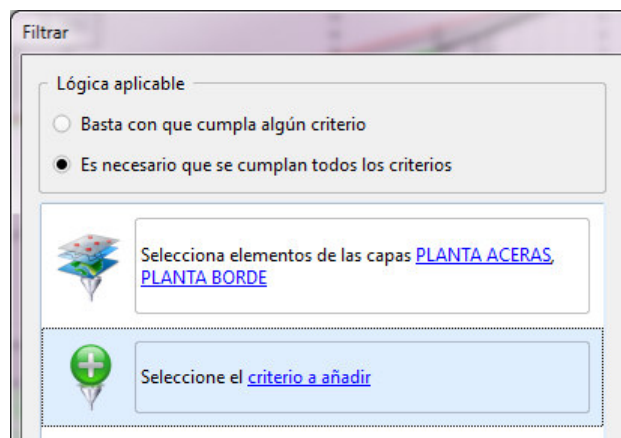 Filtrar
Lógica aplicable
Basta con que cumpla algún criterio
Es necesario que se cumplan todos los criterios
Selecciona elementos de las capas PLANTA ACERAS,
PLANTA BORDE
Seleccione el criterio a añadir